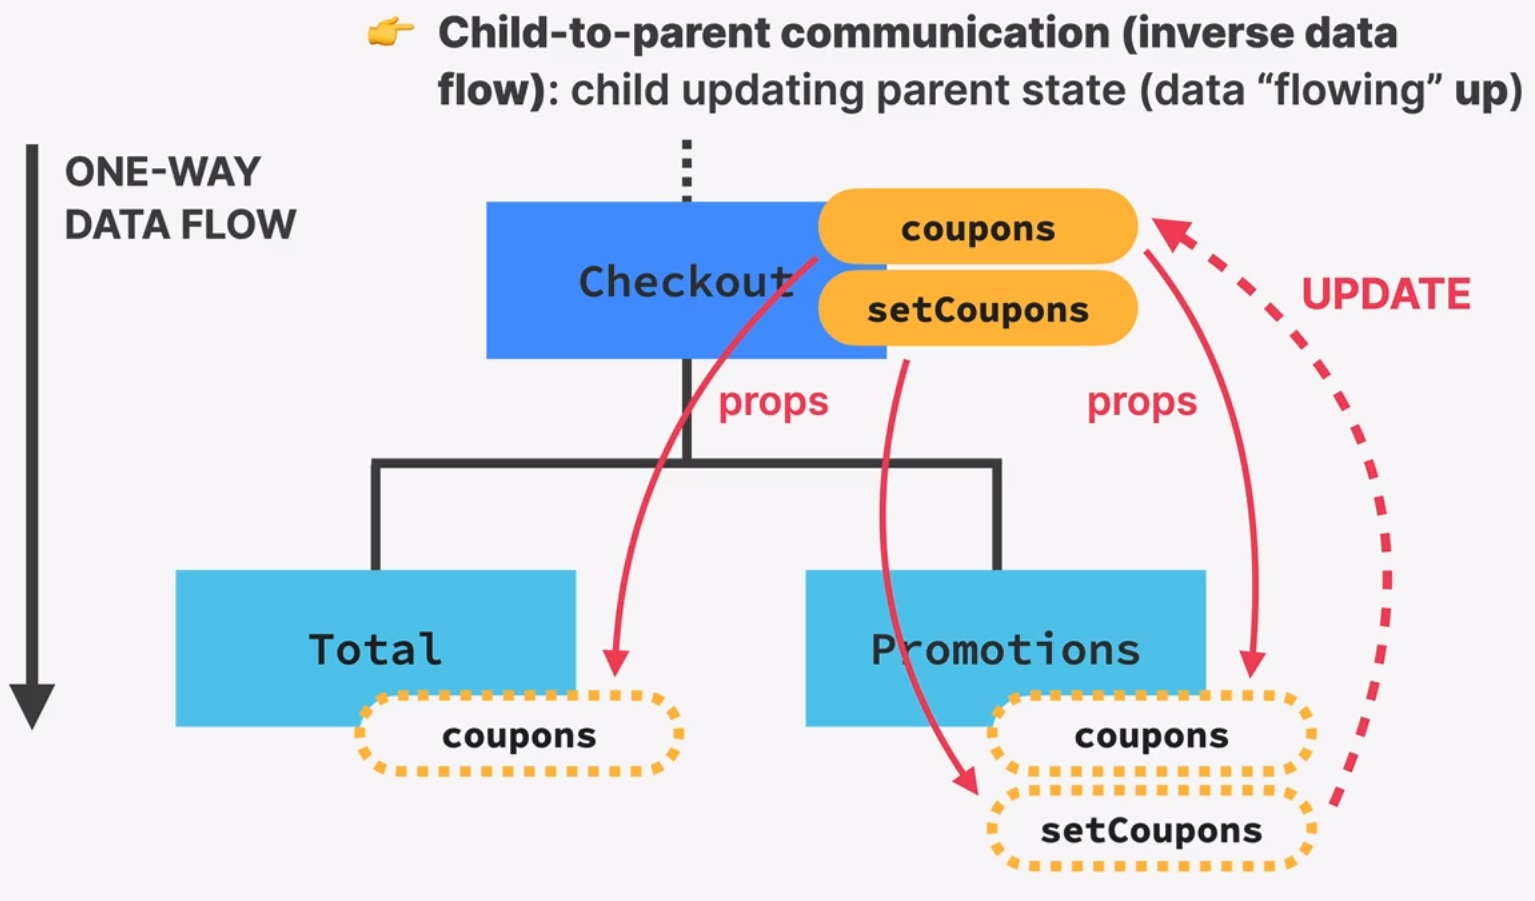 👉 Child-to-parent communication (inverse data
flow): child updating parent state (data “flowing” up)
ONE-WAY
DATA FLOW
Checkout
coupons
setCoupons
UPDATE
props
props
Total
Promotions
coupons
coupons
setCoupons